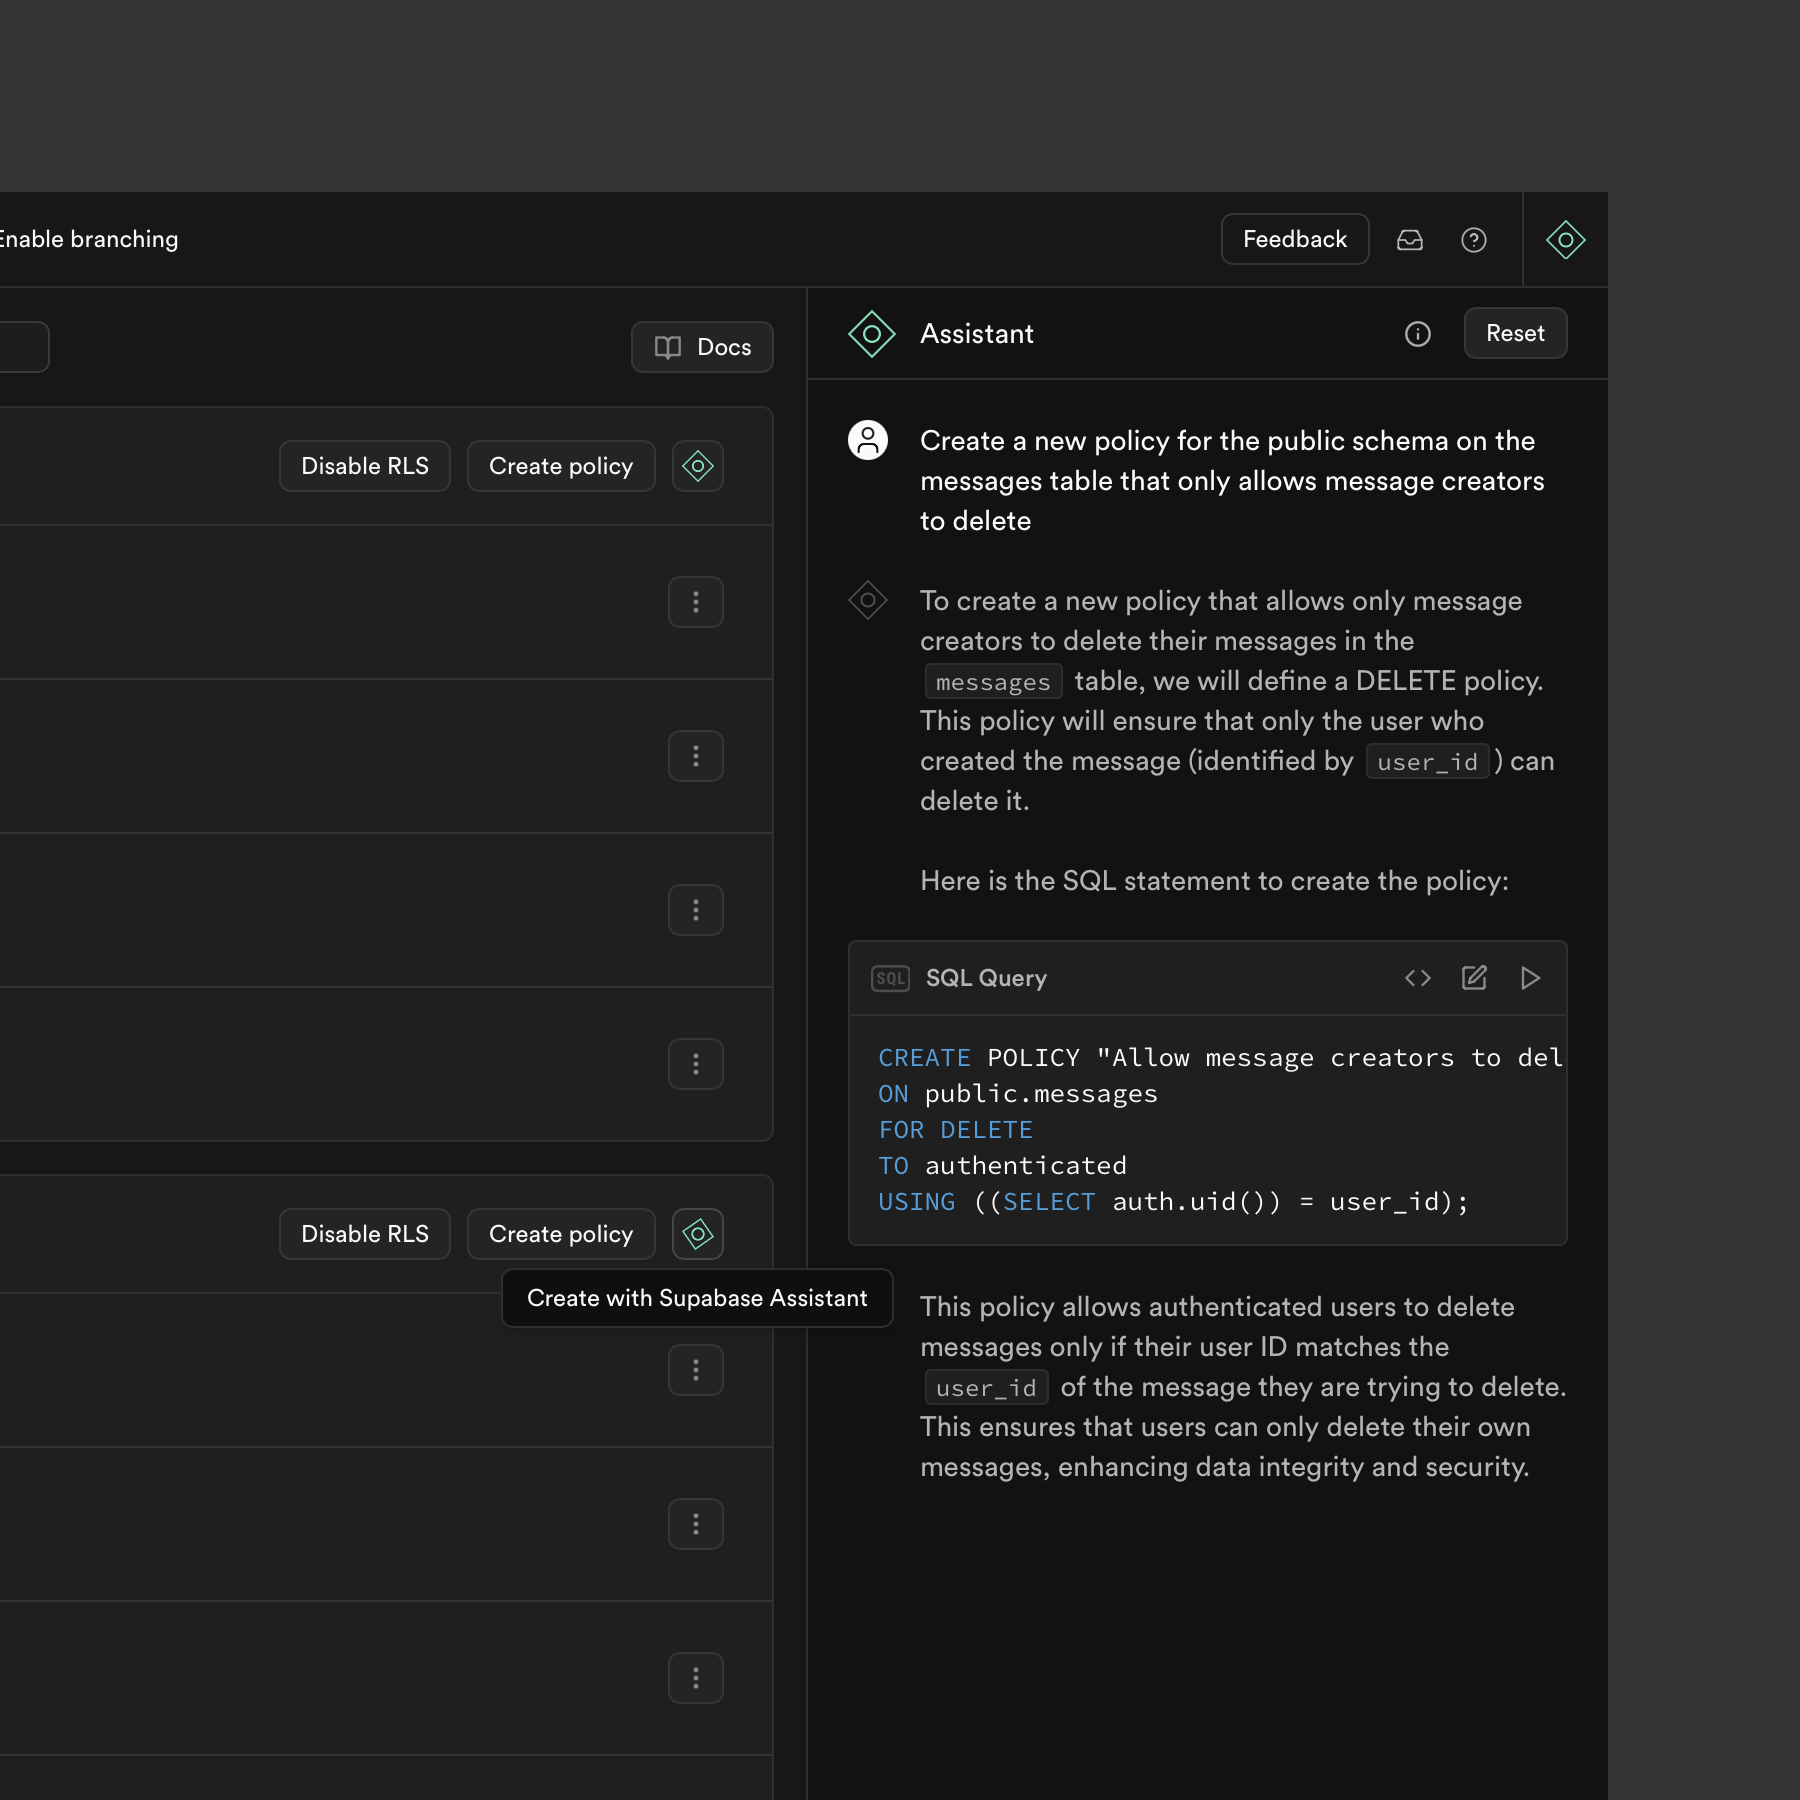 Enable branching
Feedback
Docs
Disable RLS
Create policy
Disable RLS
Create policy
Create with Supabase Assistant
Assistant
Reset
Create a new policy for the public schema on the
messages table that only allows message creators
to delete
To create a new policy that allows only message
creators to delete their messages in the
messages table, we will define a DELETE policy.
This policy will ensure that only the user who
created the message (identified by user_id) can
delete it.
Here is the SQL statement to create the policy:
SQL SQL Query
CREATE POLICY "Allow message creators to del
ON public.messages
FOR DELETE
TO authenticated
USING ((SELECT auth.uid()) = user_id);
This policy allows authenticated users to delete
messages only if their user ID matches the
user_id of the message they are trying to delete.
This ensures that users can only delete their own
messages, enhancing data integrity and security.